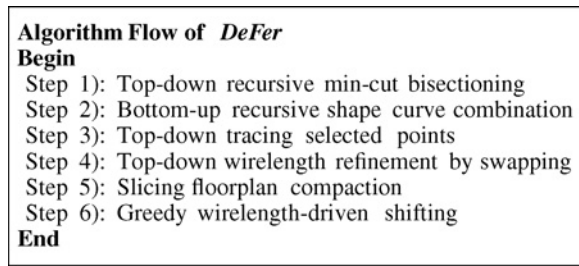 Algorithm Flow of DeFer
Begin
Step 1): Top-down recursive min-cut bisectioning
Step 2): Bottom-up recursive shape curve combination
Step 3): Top-down tracing selected points
Step 4): Top-down wirelength refinement by swapping
Step 5): Slicing floorplan compaction
Step 6): Greedy wirelength-driven shifting
End